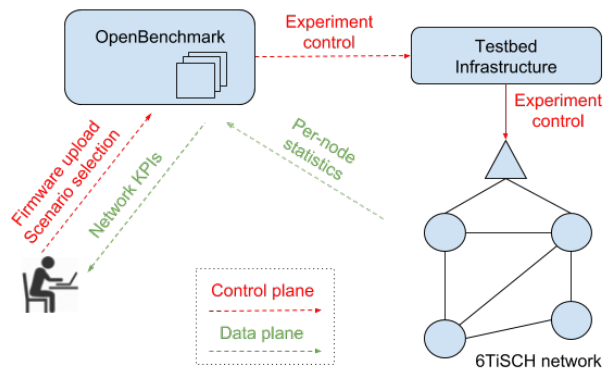 OpenBenchmark
Experiment
control
Testbed
Infrastructure
Experiment
control
Firmware upload
Scenario selection
Network KPIs
Per-node
statistics
Control plane
Data plane
6TiSCH network